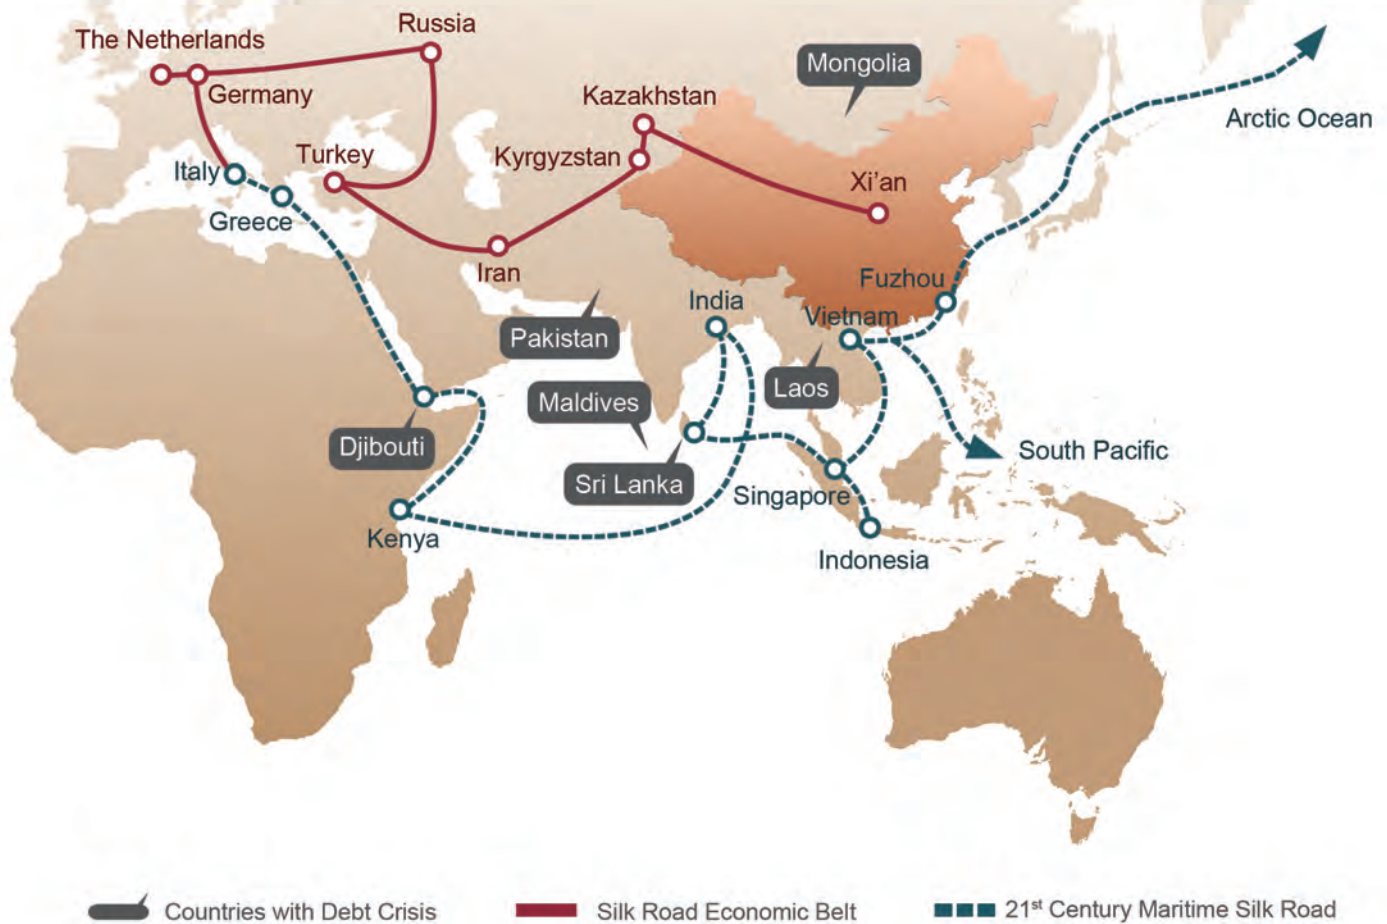 Russia
The Netherlands
Mongolia
Germany
Kazakhstan
Arctic Ocean
Turkey
Kyrgyzstan
Italy
Xi’an
Greece
Iran
Fuzhou
India
Vietnam
Pakistan
Laos
Maldives
Djibouti
South Pacific
Sri Lanka
Singapore
Kenya
Indonesia
Countries with Debt Crisis
Silk Road Economic Belt
21st Century Maritime Silk Road